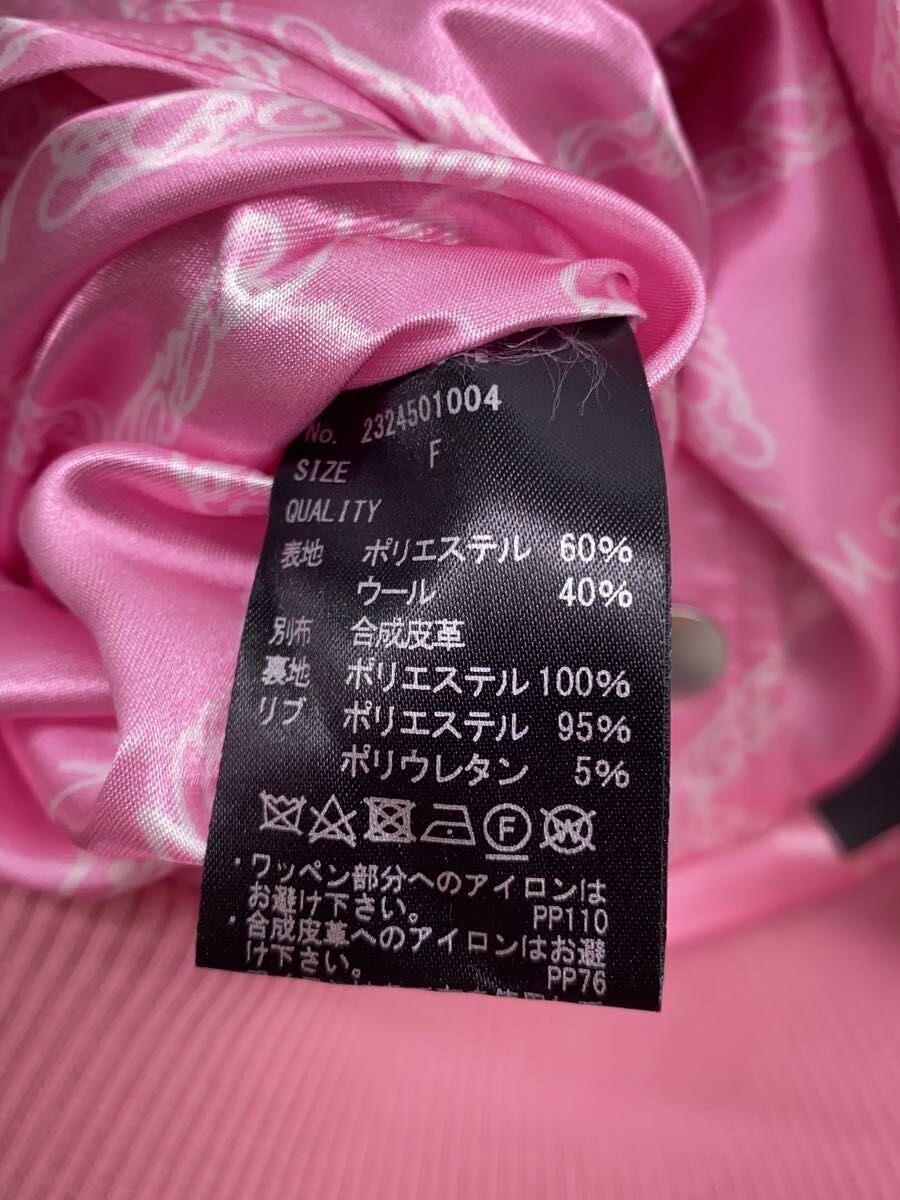 No. 2324501004
SIZE F
QUALITY
表地 ポリエステル 60%
ウール 40%
別布 合成皮革
裏地 ポリエステル 100%
リブ ポリエステル 95%
ポリウレタン 5%
F W
・ワッペン部分へのアイロンは
お避け下さい。 PP110
・合成皮革へのアイロンはお避
け下さい。 PP76